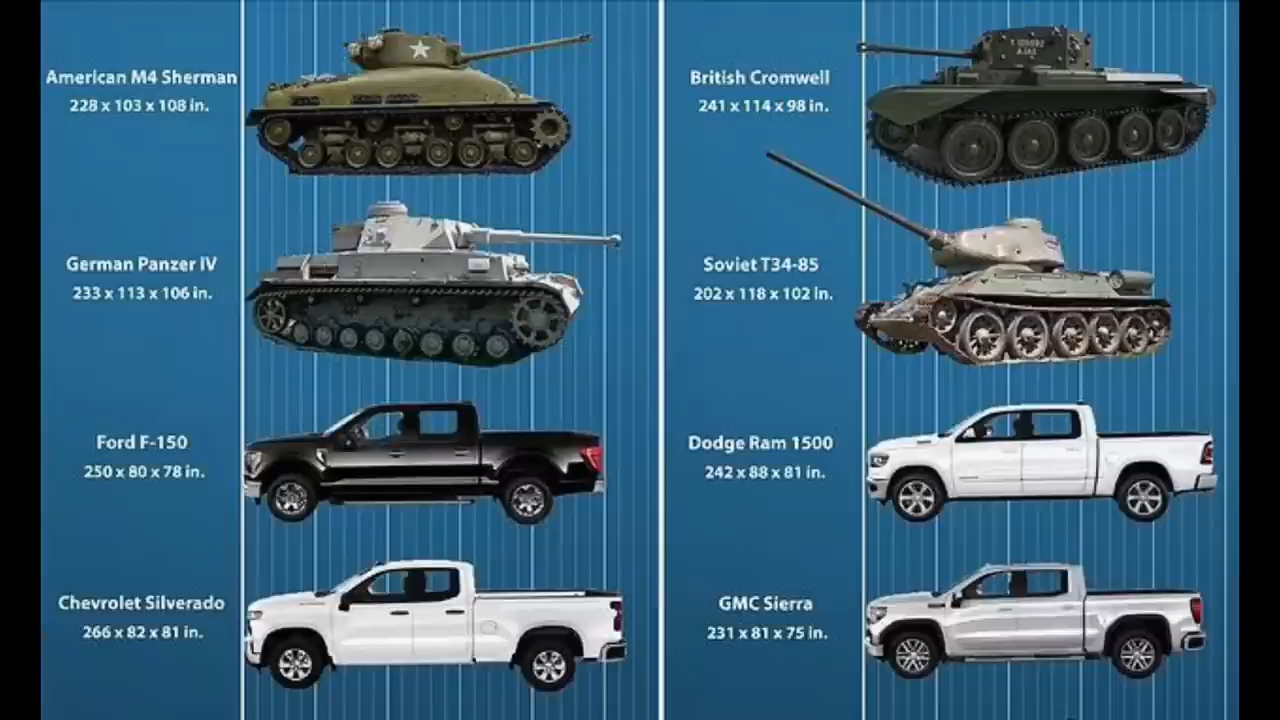 American M4 Sherman
228 x 103 x 108 in.
British Cromwell
241 x 114 x 98 in.
German Panzer IV
233 x 113 x 106 in.
Soviet T34-85
202 x 118 x 102 in.
Ford F-150
250 x 80 x 78 in.
Dodge Ram 1500
242 x 88 x 81 in.
Chevrolet Silverado
266 x 82 x 81 in.
GMC Sierra
231 x 81 x 75 in.